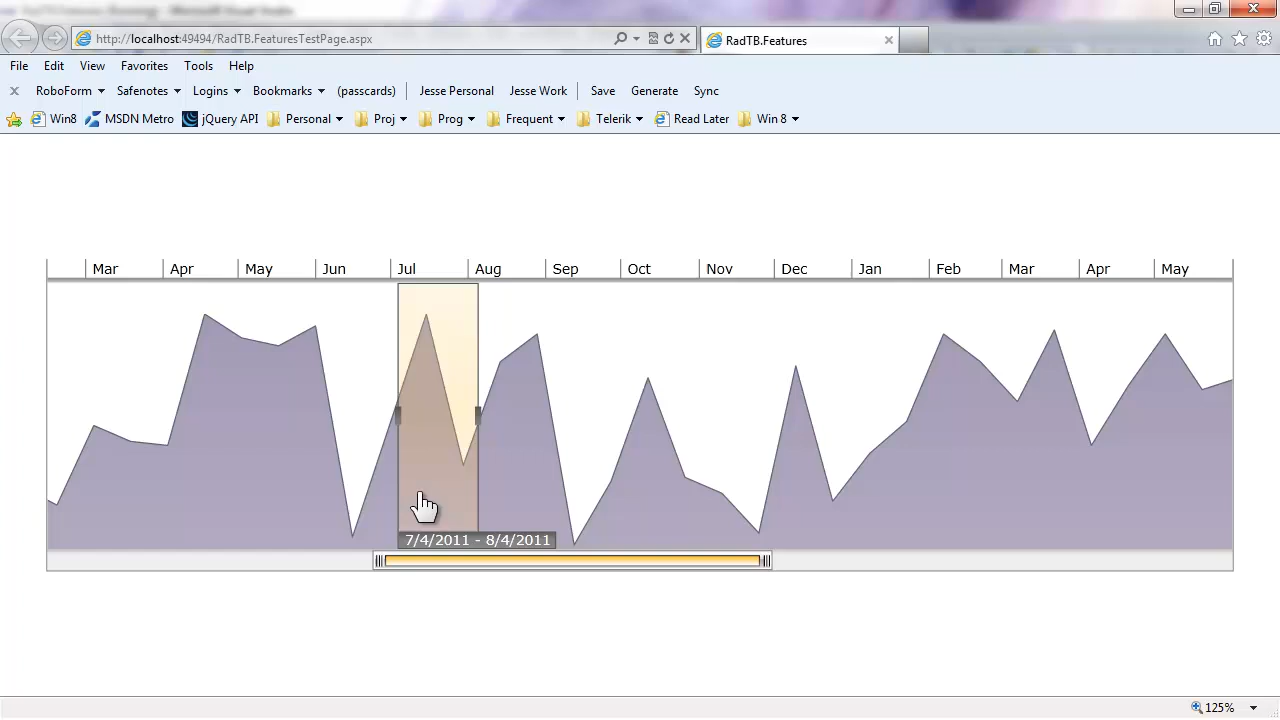 http://localhost:49494/RadTB.FeaturesTestPage.aspx
RadTB.Features
File Edit View Favorites Tools Help
x RoboForm Safenotes Logins Bookmarks (passcards) Jesse Personal Jesse Work Save Generate Sync
Win8 MSDN Metro jQuery API Personal Proj Prog Frequent Telerik Read Later Win 8
Mar Apr May Jun Jul Aug Sep Oct Nov Dec Jan Feb Mar Apr May
7/4/2011 - 8/4/2011
125%